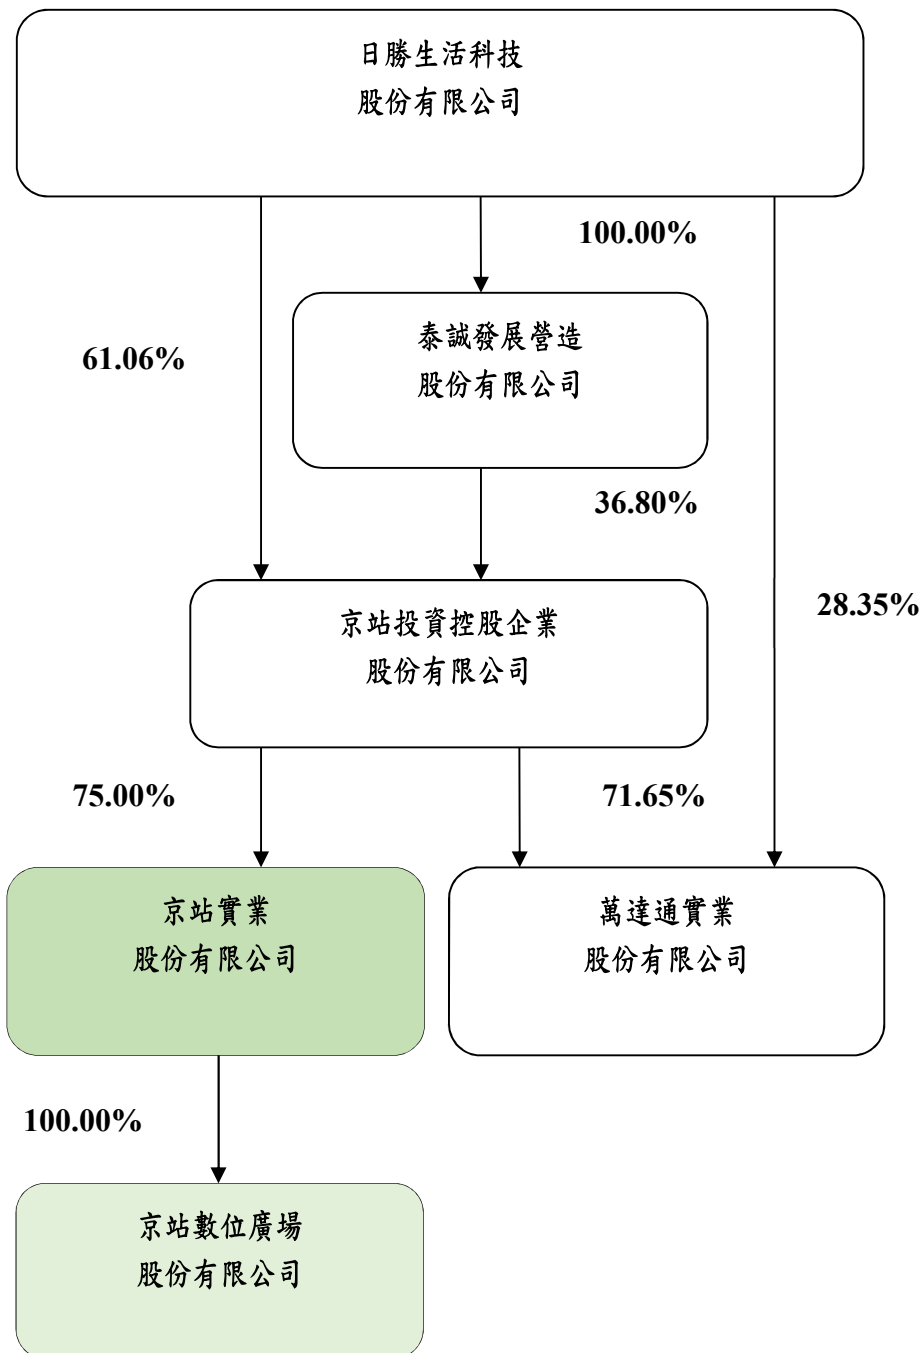 日勝生活科技
股份有限公司
100.00%
泰誠發展營造
股份有限公司
61.06%
36.80%
28.35%
京站投資控股企業
股份有限公司
75.00%
71.65%
京站實業
股份有限公司
萬達通實業
股份有限公司
100.00%
京站數位廣場
股份有限公司